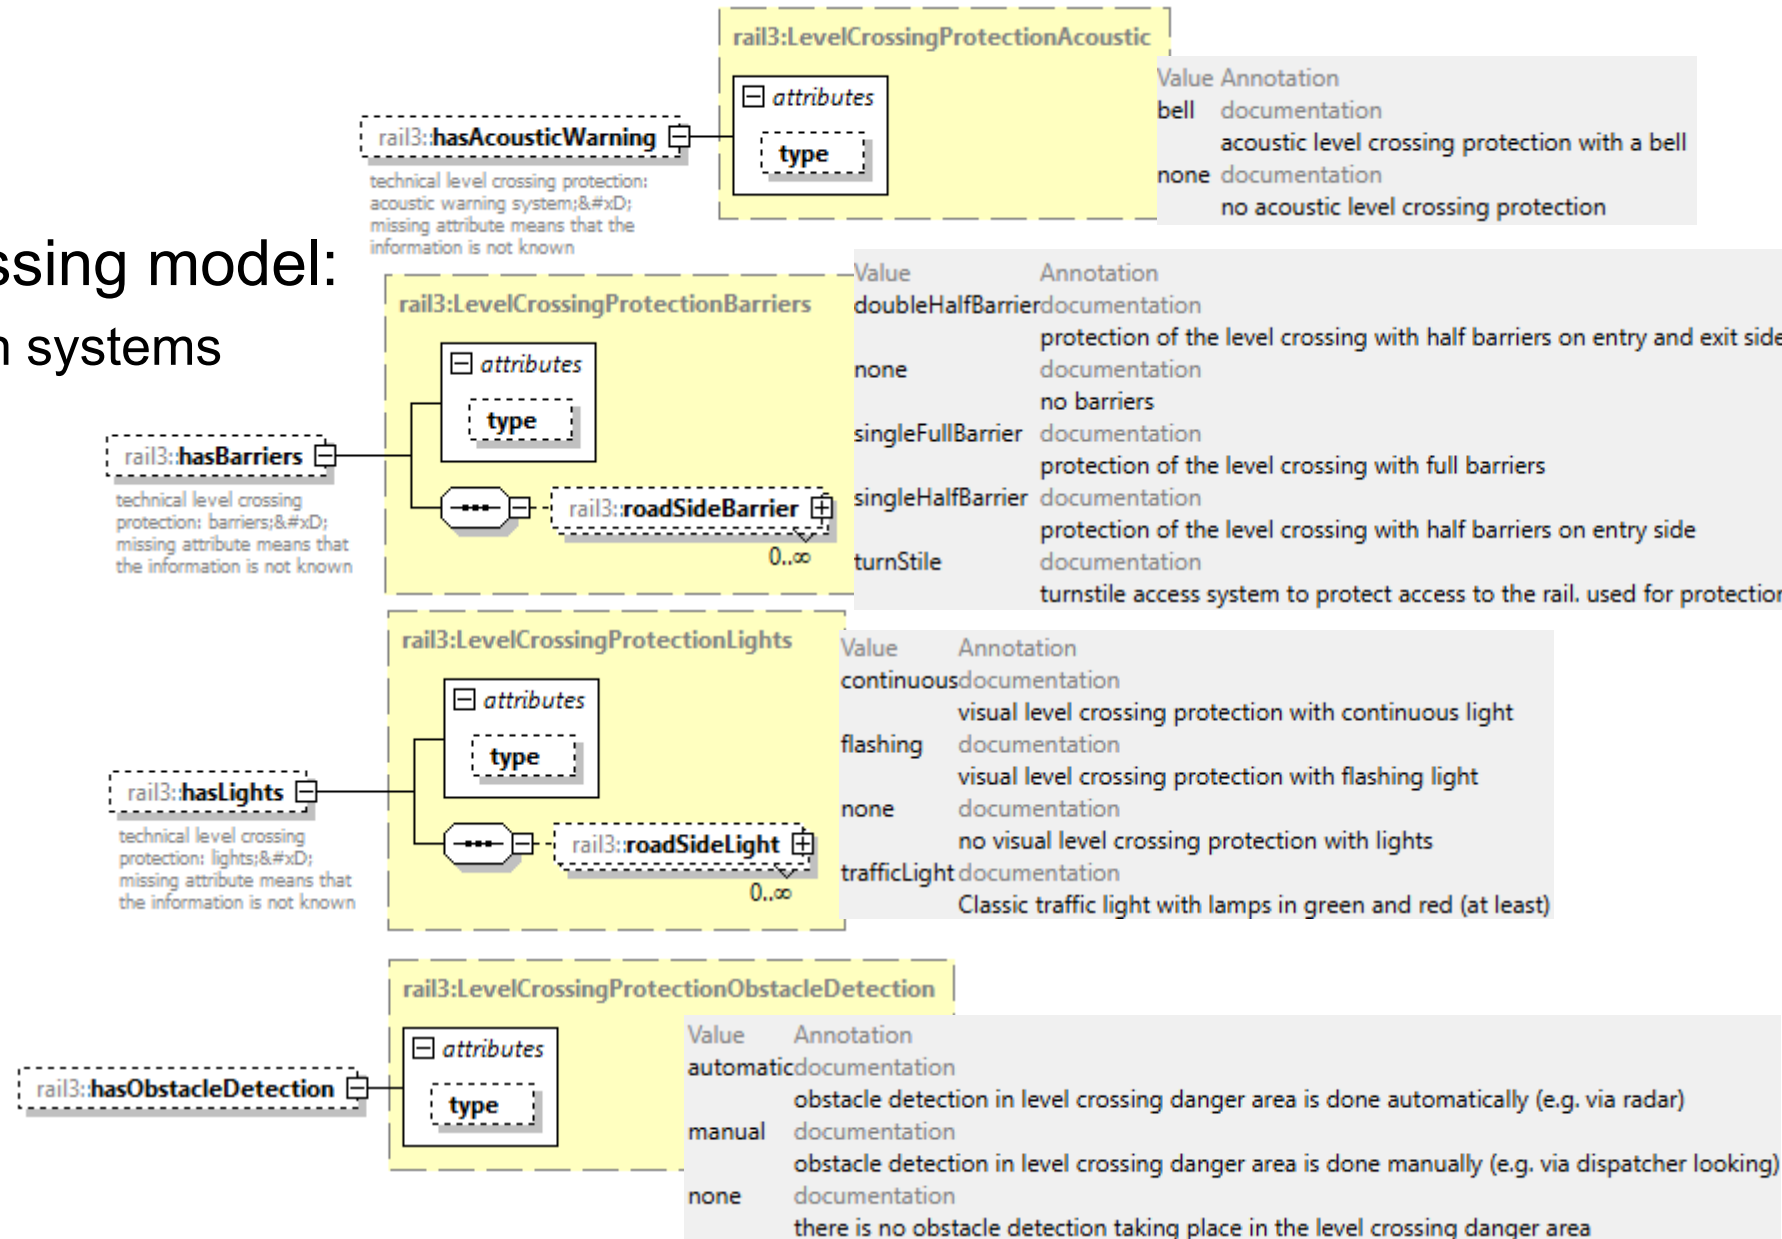 rail3:LevelCrossingProtectionAcoustic
attributes
type
rail3::hasAcousticWarning
technical level crossing protection:
acoustic warning system;&#xD;
missing attribute means that the
information is not known
Value Annotation
bell documentation
acoustic level crossing protection with a bell
none documentation
no acoustic level crossing protection
ssing model:
n systems
rail3:LevelCrossingProtectionBarriers
attributes
type
rail3::hasBarriers
technical level crossing
protection: barriers;&#xD;
missing attribute means that
the information is not known
rail3::roadSideBarrier
0..∞
Value Annotation
doubleHalfBarrier documentation
protection of the level crossing with half barriers on entry and exit side
none documentation
no barriers
singleFullBarrier documentation
protection of the level crossing with full barriers
singleHalfBarrier documentation
protection of the level crossing with half barriers on entry side
turnStile documentation
turnstile access system to protect access to the rail. used for protection
rail3:LevelCrossingProtectionLights
attributes
type
rail3::hasLights
technical level crossing
protection: lights;&#xD;
missing attribute means that
the information is not known
rail3::roadSideLight
0..∞
Value Annotation
continuous documentation
visual level crossing protection with continuous light
flashing documentation
visual level crossing protection with flashing light
none documentation
no visual level crossing protection with lights
trafficLight documentation
Classic traffic light with lamps in green and red (at least)
rail3:LevelCrossingProtectionObstacleDetection
attributes
type
rail3::hasObstacleDetection
Value Annotation
automatic documentation
obstacle detection in level crossing danger area is done automatically (e.g. via radar)
manual documentation
obstacle detection in level crossing danger area is done manually (e.g. via dispatcher looking)
none documentation
there is no obstacle detection taking place in the level crossing danger area